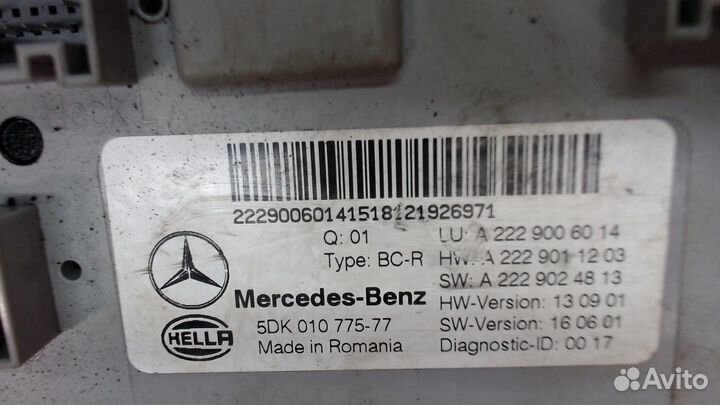 Heck L
2229006014151812192697​1
Q: 01
Type: BC-R
Mercedes-Benz
HELLA
5DK 010 775-77
Made in Romania
LU: A 222 900 60 14
HW: A 222 901 12 03
SW: A 222 902 48 13
HW-Version: 13 09 01
SW-Version: 16 06 01
Diagnostic-ID: 00 17
Avito